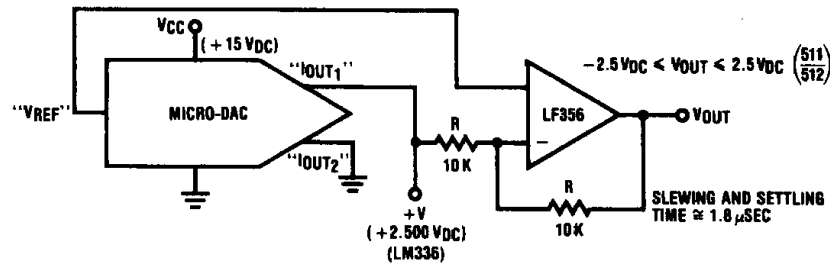 VCC
(+15 VDC)
"IOUT1"
"VREF"
MICRO-DAC
"IOUT2"
−2.5 VDC < VOUT < 2.5 VDC (511/512)
LF356
−
VOUT
R
10K
+V
(+2.500 VDC)
(LM336)
R
10K
SLEWING AND SETTLING
TIME ≅ 1.8 μSEC